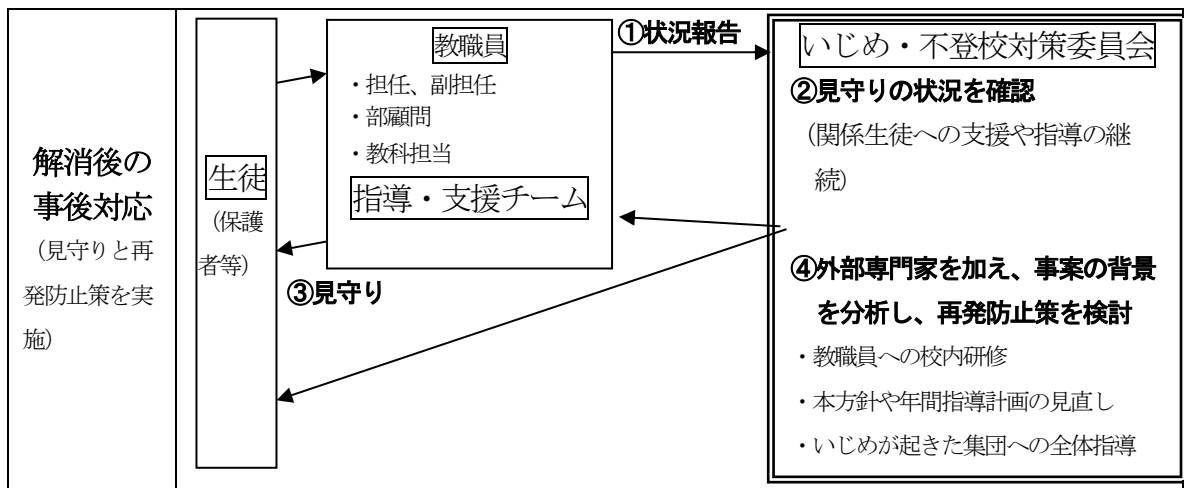 解消後の
事後対応
（見守りと再
発防止策を実
施）
生徒
（保護
者等）
教職員
・担任、副担任
・部顧問
・教科担当
指導・支援チーム
①状況報告
③見守り
いじめ・不登校対策委員会
②見守りの状況を確認
（関係生徒への支援や指導の継
続）
④外部専門家を加え、事案の背景
を分析し、再発防止策を検討
・教職員への校内研修
・本方針や年間指導計画の見直し
・いじめが起きた集団への全体指導